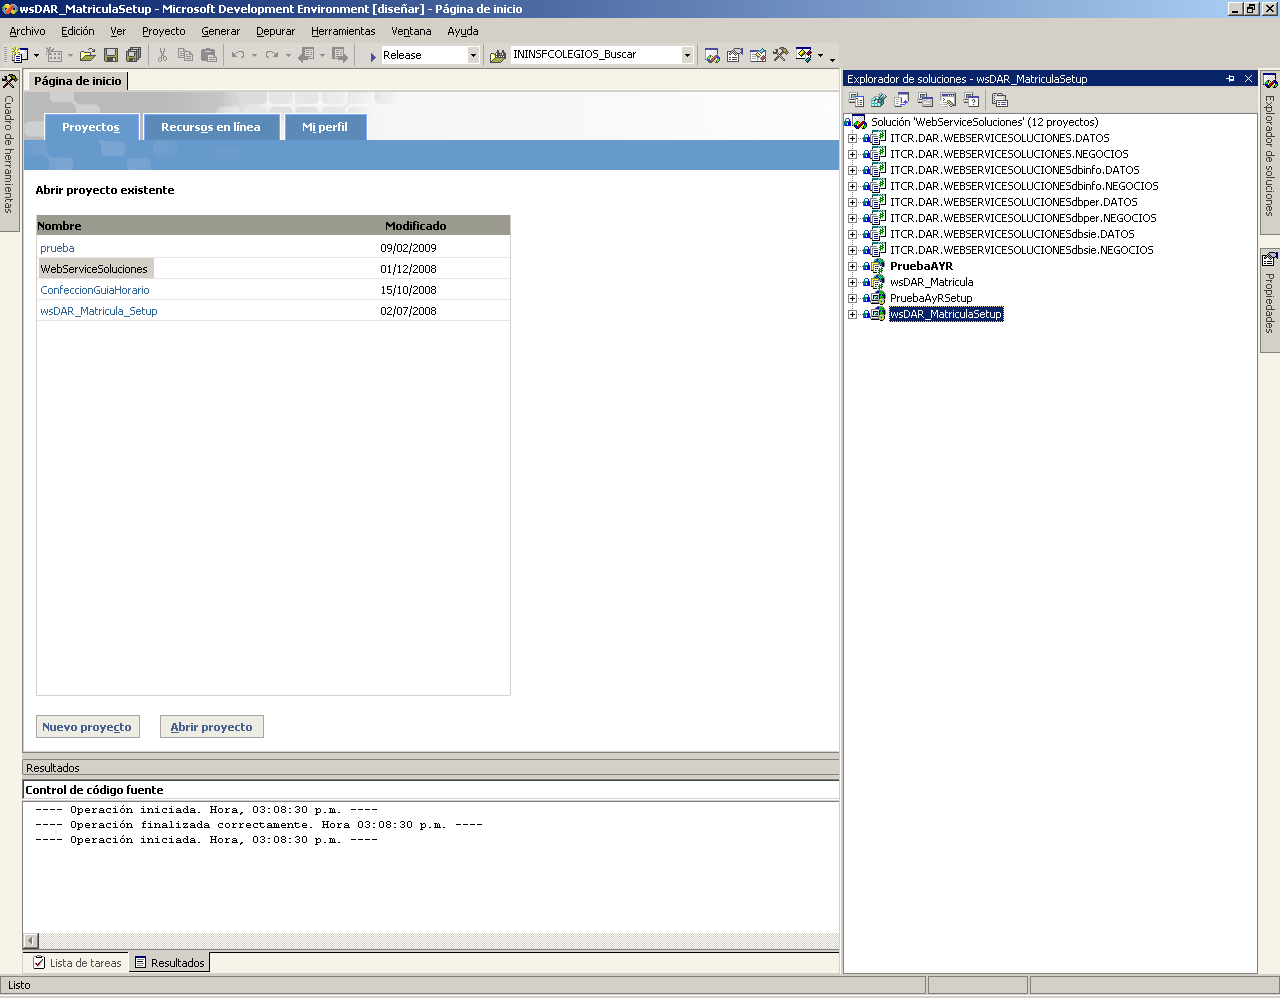 wsDAR_MatriculaSetup - Microsoft Development Environment [diseñar] - Página de inicio
Archivo Edición Ver Proyecto Generar Depurar Herramientas Ventana Ayuda
Release ININSFCOLEGIOS_Buscar
Cuadro de herramientas
Página de inicio
Proyectos Recursos en línea Mi perfil
Abrir proyecto existente
Nombre Modificado
prueba 09/02/2009
WebServiceSoluciones 01/12/2008
ConfeccionGuiaHorario 15/10/2008
wsDAR_Matricula_Setup 02/07/2008
Nuevo proyecto Abrir proyecto
Resultados
Control de código fuente
---- Operación iniciada. Hora, 03:08:30 p.m. ----
---- Operación finalizada correctamente. Hora 03:08:30 p.m. ----
---- Operación iniciada. Hora, 03:08:30 p.m. ----
Lista de tareas Resultados
Explorador de soluciones - wsDAR_MatriculaSetup
Solución 'WebServiceSoluciones' (12 proyectos)
ITCR.DAR.WEBSERVICESOLUCIONES.DATOS
ITCR.DAR.WEBSERVICESOLUCIONES.NEGOCIOS
ITCR.DAR.WEBSERVICESOLUCIONESdbinfo.DATOS
ITCR.DAR.WEBSERVICESOLUCIONESdbinfo.NEGOCIOS
ITCR.DAR.WEBSERVICESOLUCIONESdbper.DATOS
ITCR.DAR.WEBSERVICESOLUCIONESdbper.NEGOCIOS
ITCR.DAR.WEBSERVICESOLUCIONESdbsie.DATOS
ITCR.DAR.WEBSERVICESOLUCIONESdbsie.NEGOCIOS
PruebaAYR
wsDAR_Matricula
PruebaAyRSetup
wsDAR_MatriculaSetup
Explorador de soluciones
Propiedades
Listo